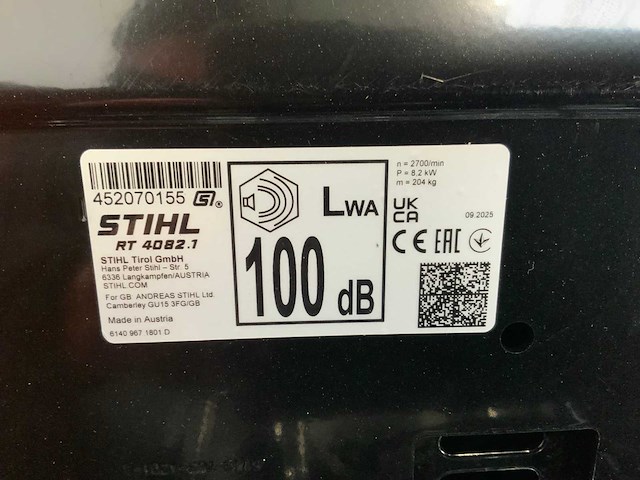 452070155
STIHL
RT 4082.1
STIHL Tirol GmbH
Hans Peter Stihl – Str. 5
6336 Langkampfen/AUSTRIA
STIHL.COM
For GB: ANDREAS STIHL Ltd.
Camberley GU15 3FG/GB
Made in Austria
6140 967 1801 D
LWA
100 dB
n = 2700/min
P = 8,2 kW
m = 204 kg
UK
CA
09.2025
CE EAC